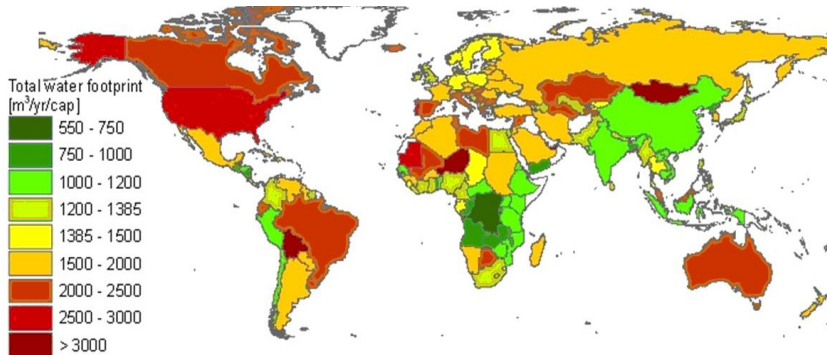 Total water footprint
[m³/yr/cap]
550 - 750
750 - 1000
1000 - 1200
1200 - 1385
1385 - 1500
1500 - 2000
2000 - 2500
2500 - 3000
> 3000